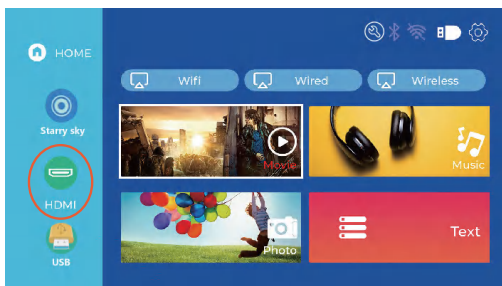 HOME
Wifi
Wired
Wireless
Starry sky
Movie
Music
HDMI
Photo
Text
USB